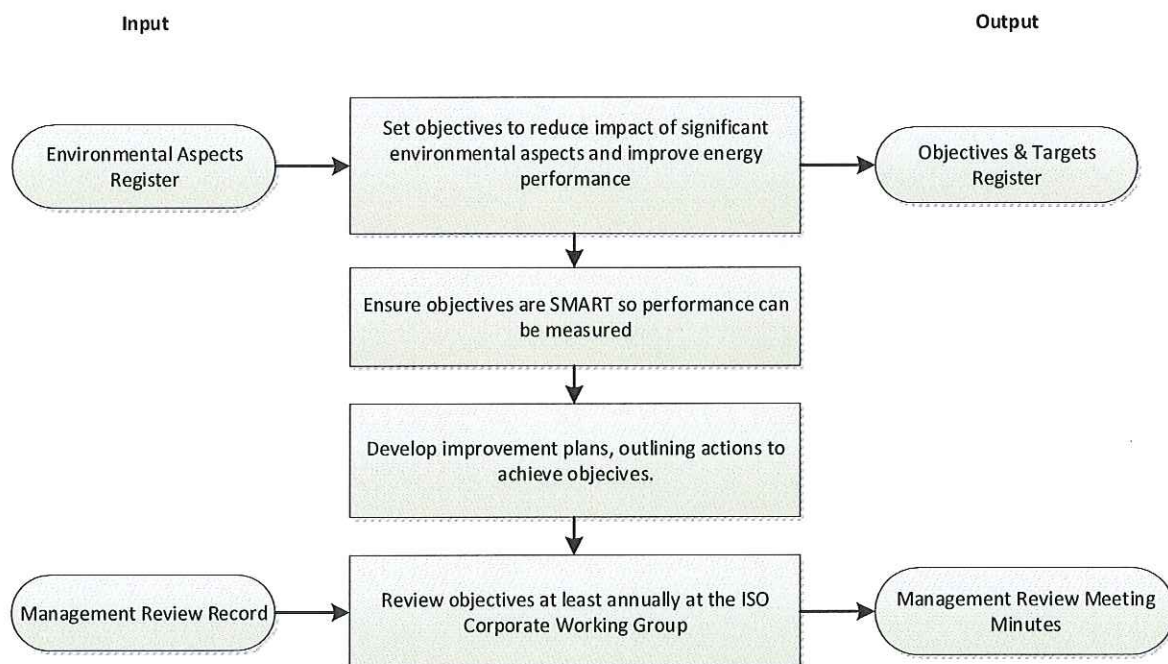 Input
Output
Environmental Aspects
Register
Set objectives to reduce impact of significant
environmental aspects and improve energy
performance
Objectives & Targets
Register
Ensure objectives are SMART so performance can
be measured
Develop improvement plans, outlining actions to
achieve objecives.
Management Review Record
Review objectives at least annually at the ISO
Corporate Working Group
Management Review Meeting
Minutes